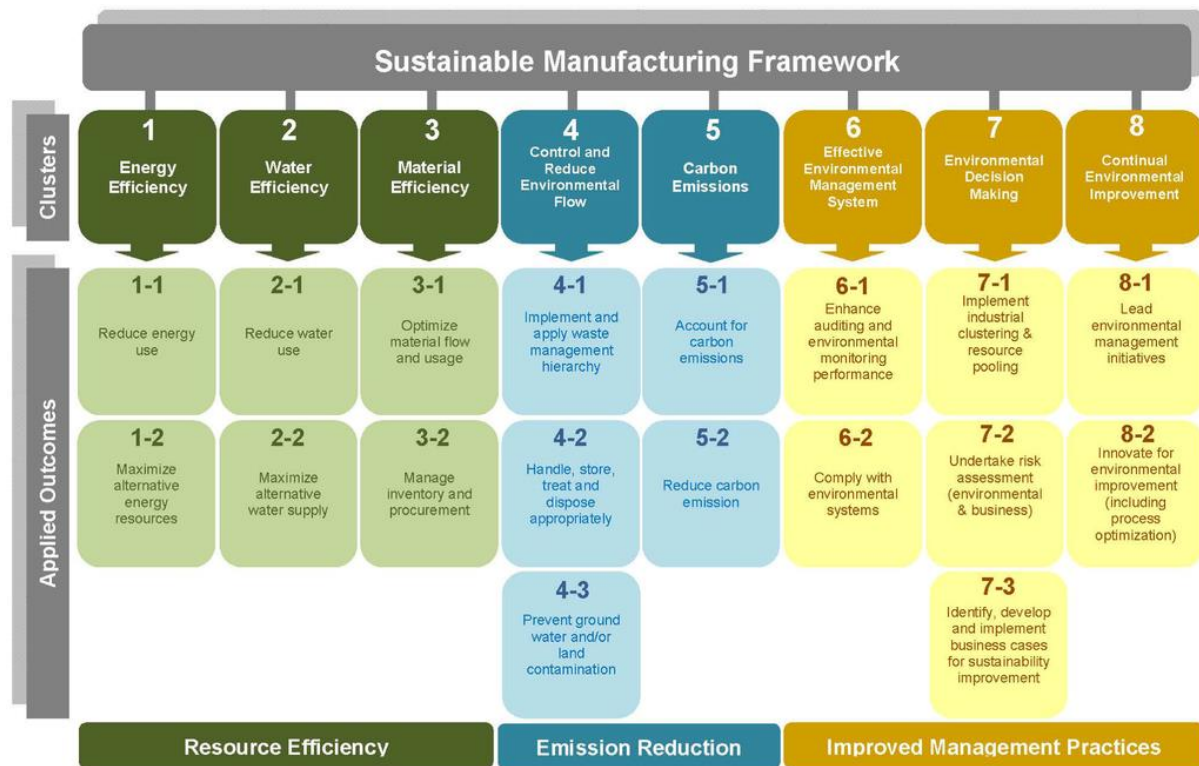 Sustainable Manufacturing Framework
Clusters
1
Energy
Efficiency
2
Water
Efficiency
3
Material
Efficiency
4
Control and
Reduce
Environmental
Flow
5
Carbon
Emissions
6
Effective
Environmental
Management
System
7
Environmental
Decision
Making
8
Continual
Environmental
Improvement
Applied Outcomes
1-1
Reduce energy
use
2-1
Reduce water
use
3-1
Optimize
material flow
and usage
4-1
Implement and
apply waste
management
hierarchy
5-1
Account for
carbon
emissions
6-1
Enhance
auditing and
environmental
monitoring
performance
7-1
Implement
industrial
clustering &
resource
pooling
8-1
Lead
environmental
management
initiatives
1-2
Maximize
alternative
energy
resources
2-2
Maximize
alternative
water supply
3-2
Manage
inventory and
procurement
4-2
Handle, store,
treat and
dispose
appropriately
5-2
Reduce carbon
emission
6-2
Comply with
environmental
systems
7-2
Undertake risk
assessment
(environmental
& business)
8-2
Innovate for
environmental
improvement
(including
process
optimization)
4-3
Prevent ground
water and/or
land
contamination
7-3
Identify, develop
and implement
business cases
for sustainability
improvement
Resource Efficiency
Emission Reduction
Improved Management Practices